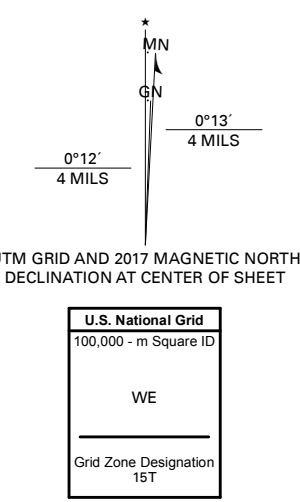 ★
MN
GN
0°13´
4 MILS
0°12´
4 MILS
UTM GRID AND 2017 MAGNETIC NORTH
DECLINATION AT CENTER OF SHEET
U.S. National Grid
100,000 - m Square ID
WE
Grid Zone Designation
15T